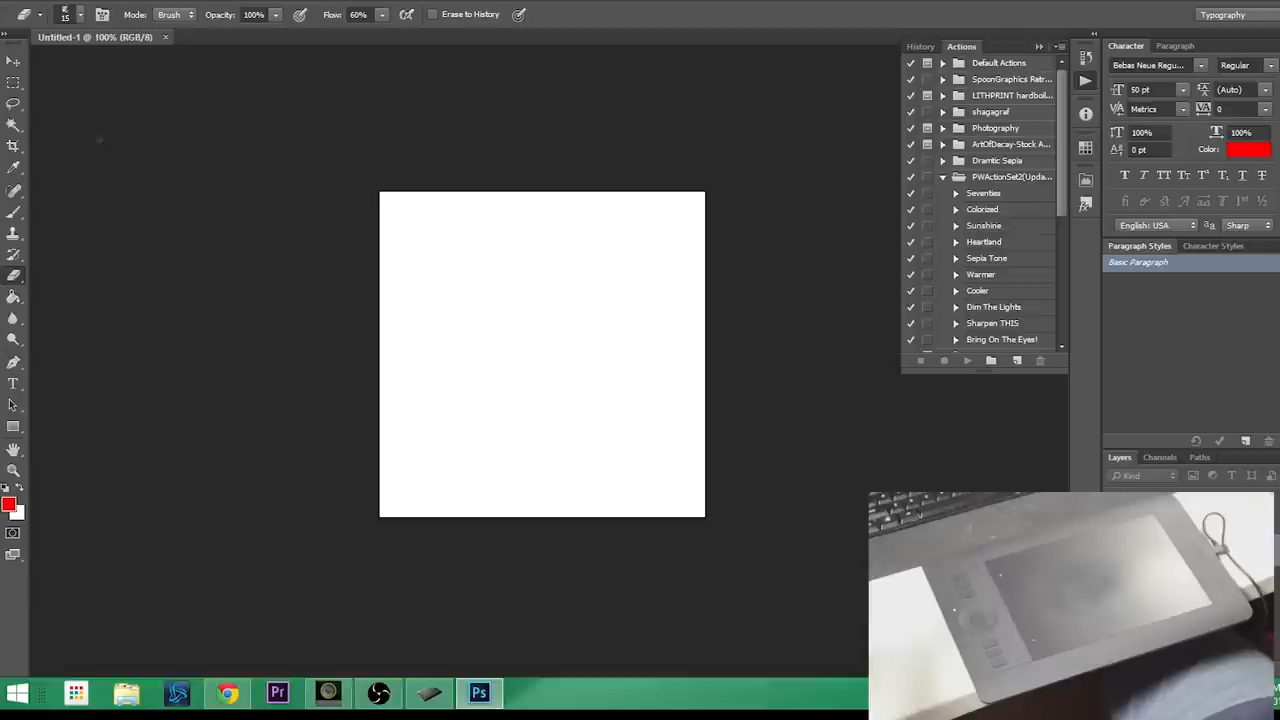 15 Mode: Brush Opacity: 100% Flow: 60% Erase to History Typography
Untitled-1 @ 100% (RGB/8) ×
History Actions
Default Actions
SpoonGraphics Retr...
LITHPRINT hardboil...
shagagraf
Photography
ArtOfDecay-Stock A...
Dramtic Sepia
PWActionSet2(Upda...
Seventies
Colorized
Sunshine
Heartland
Sepia Tone
Warmer
Cooler
Dim The Lights
Sharpen THIS
Bring On The Eyes!
Character Paragraph
Bebas Neue Regu... Regular
50 pt (Auto)
Metrics 0
100% 100%
0 pt Color:
English: USA Sharp
Paragraph Styles Character Styles
Basic Paragraph
Layers Channels Paths
Kind
Pr Ps